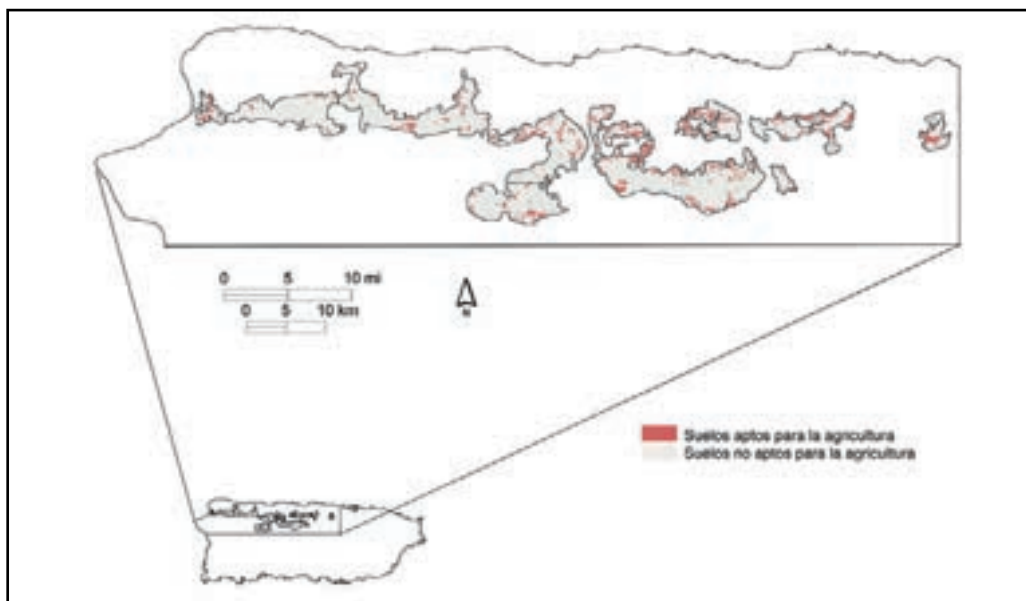 0 5 10 mi
0 5 10 km
N
Suelos aptos para la agricultura
Suelos no aptos para la agricultura